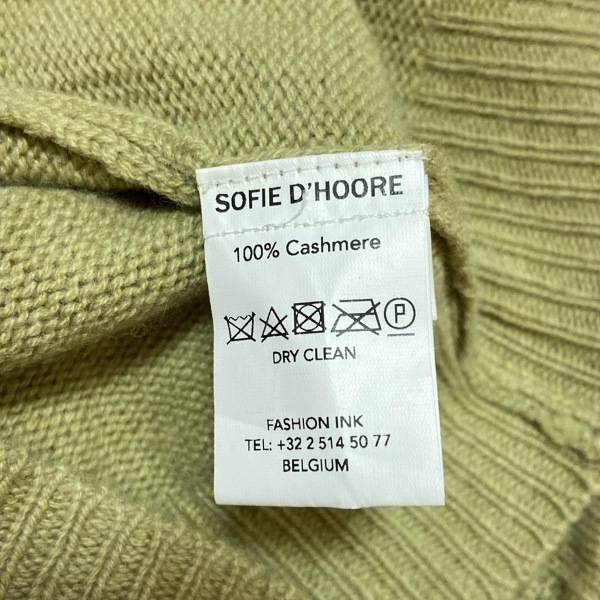 SOFIE D'HOORE
100% Cashmere
P
DRY CLEAN
FASHION INK
TEL: +32 2 514 50 77
BELGIUM